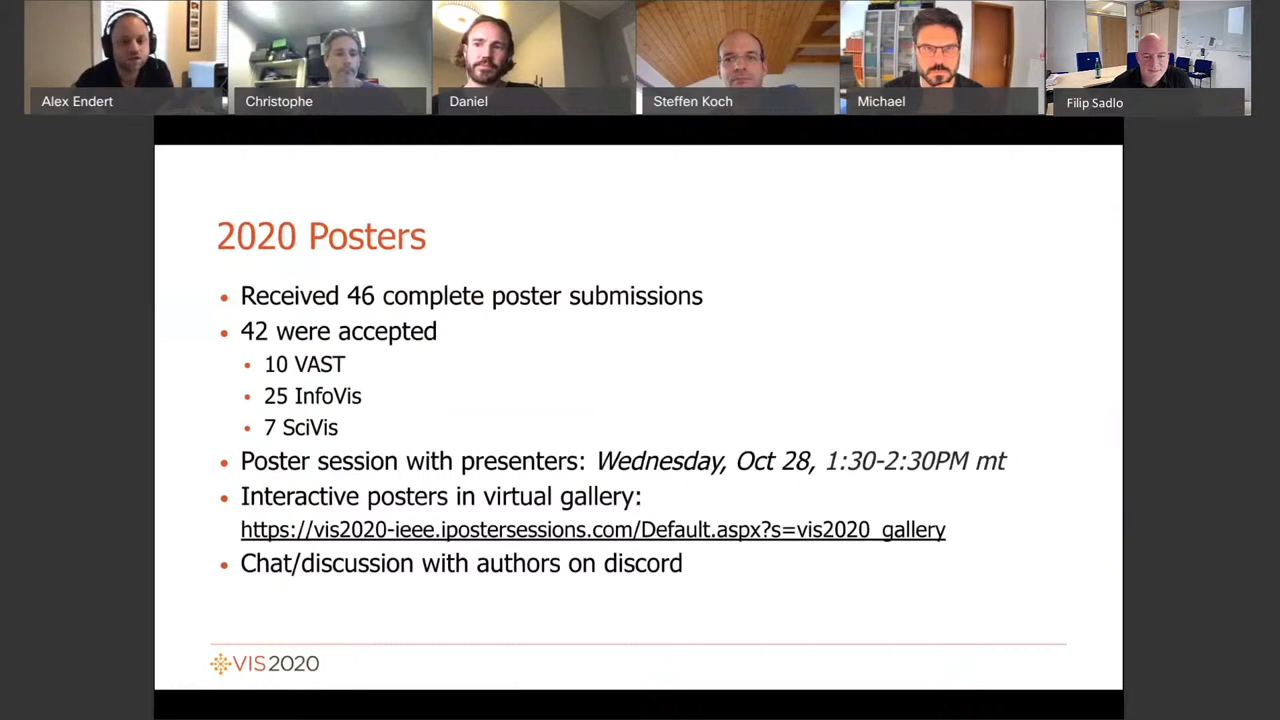 Alex Endert
Christophe
Daniel
Steffen Koch
Michael
Filip Sadlo
2020 Posters
• Received 46 complete poster submissions
• 42 were accepted
• 10 VAST
• 25 InfoVis
• 7 SciVis
• Poster session with presenters: Wednesday, Oct 28, 1:30-2:30PM mt
• Interactive posters in virtual gallery:
https://vis2020-ieee.ipostersessions.com/Default.aspx?s=vis2020_gallery
• Chat/discussion with authors on discord
VIS2020